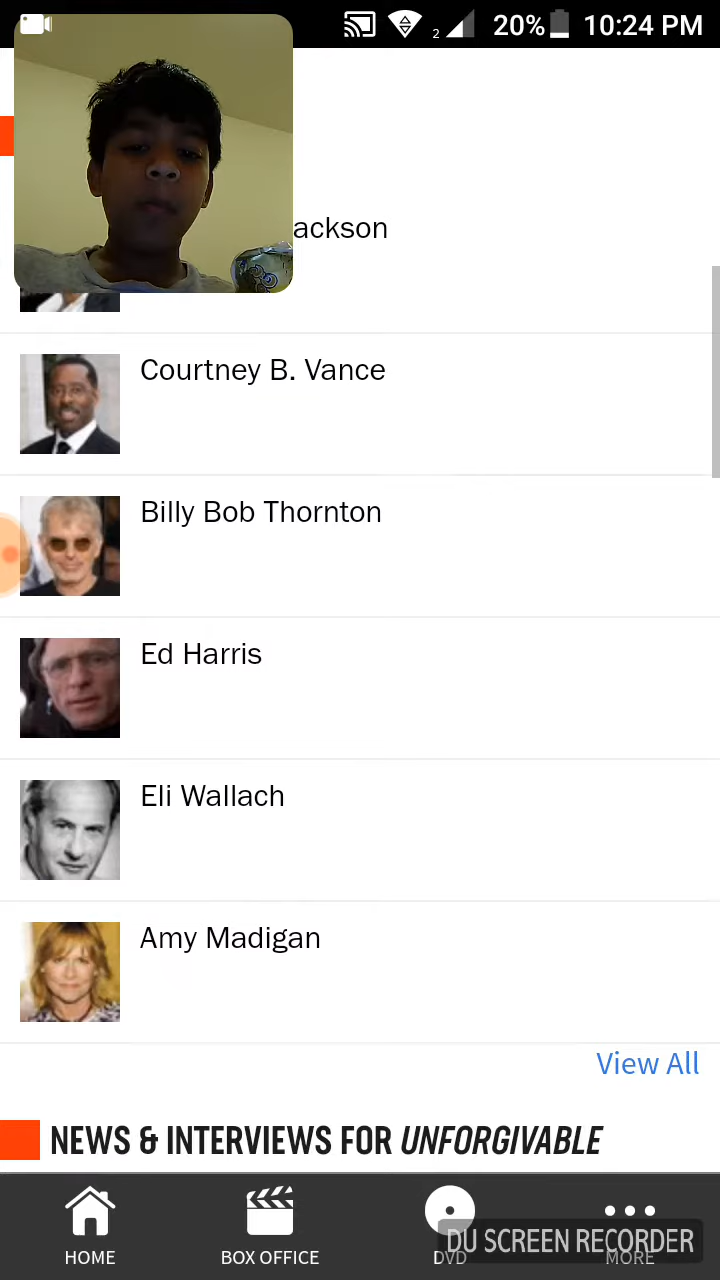 2 20% 10:24 PM
ackson
Courtney B. Vance
Billy Bob Thornton
Ed Harris
Eli Wallach
Amy Madigan
View All
NEWS & INTERVIEWS FOR UNFORGIVABLE
HOME BOX OFFICE DVD MORE
DU SCREEN RECORDER